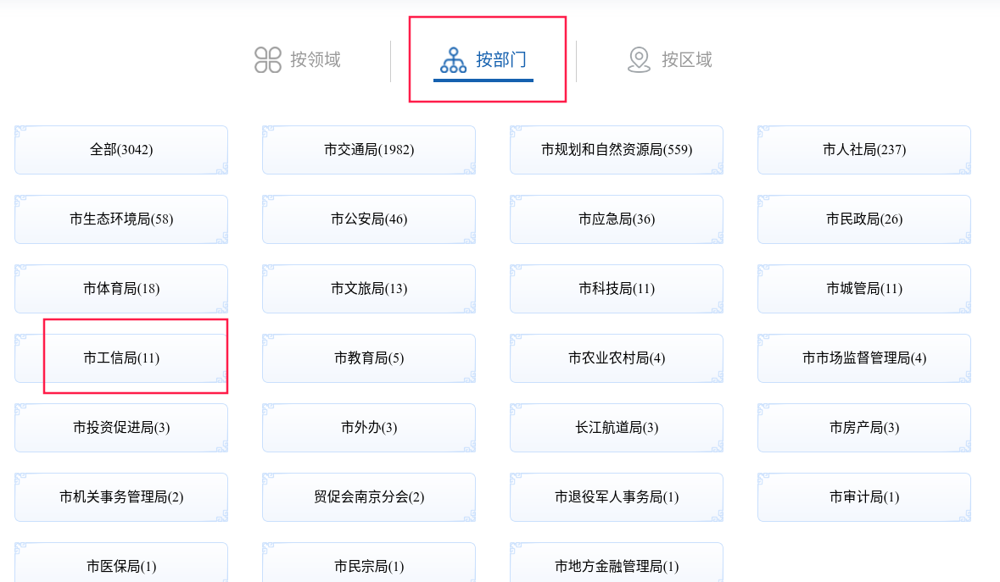 按领域 按部门 按区域
全部(3042) 市交通局(1982) 市规划和自然资源局(559) 市人社局(237)
市生态环境局(58) 市公安局(46) 市应急局(36) 市民政局(26)
市体育局(18) 市文旅局(13) 市科技局(11) 市城管局(11)
市工信局(11) 市教育局(5) 市农业农村局(4) 市市场监督管理局(4)
市投资促进局(3) 市外办(3) 长江航道局(3) 市房产局(3)
市机关事务管理局(2) 贸促会南京分会(2) 市退役军人事务局(1) 市审计局(1)
市医保局(1) 市民宗局(1) 市地方金融管理局(1)